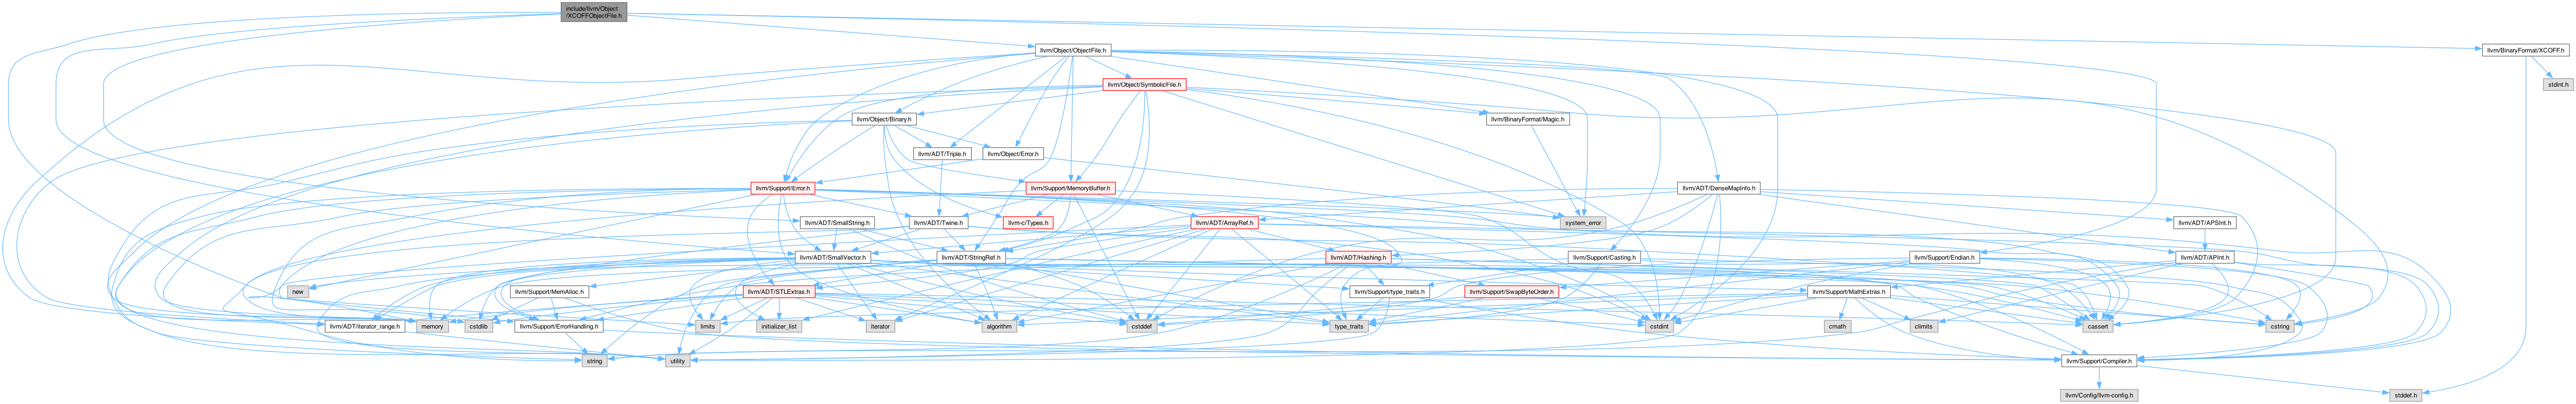 include/llvm/Object
/XCOFFObjectFile.h
llvm/Object/ObjectFile.h
llvm/BinaryFormat/XCOFF.h
llvm/Object/SymbolicFile.h
stdint.h
llvm/Object/Binary.h
llvm/BinaryFormat/Magic.h
llvm/ADT/Triple.h
llvm/Object/Error.h
llvm/Support/Error.h
llvm/Support/MemoryBuffer.h
llvm/ADT/DenseMapInfo.h
llvm/ADT/SmallString.h
llvm/ADT/Twine.h
llvm-c/Types.h
llvm/ADT/ArrayRef.h
system_error
llvm/ADT/APSInt.h
llvm/ADT/SmallVector.h
llvm/ADT/StringRef.h
llvm/ADT/Hashing.h
llvm/Support/Casting.h
llvm/Support/Endian.h
llvm/ADT/APInt.h
new
llvm/Support/MemAlloc.h
llvm/ADT/STLExtras.h
llvm/Support/type_traits.h
llvm/Support/SwapByteOrder.h
llvm/Support/MathExtras.h
llvm/ADT/iterator_range.h
memory
cstdlib
llvm/Support/ErrorHandling.h
limits
initializer_list
iterator
algorithm
cstddef
type_traits
cstdint
cmath
climits
cassert
cstring
string
utility
llvm/Support/Compiler.h
llvm/Config/llvm-config.h
stddef.h